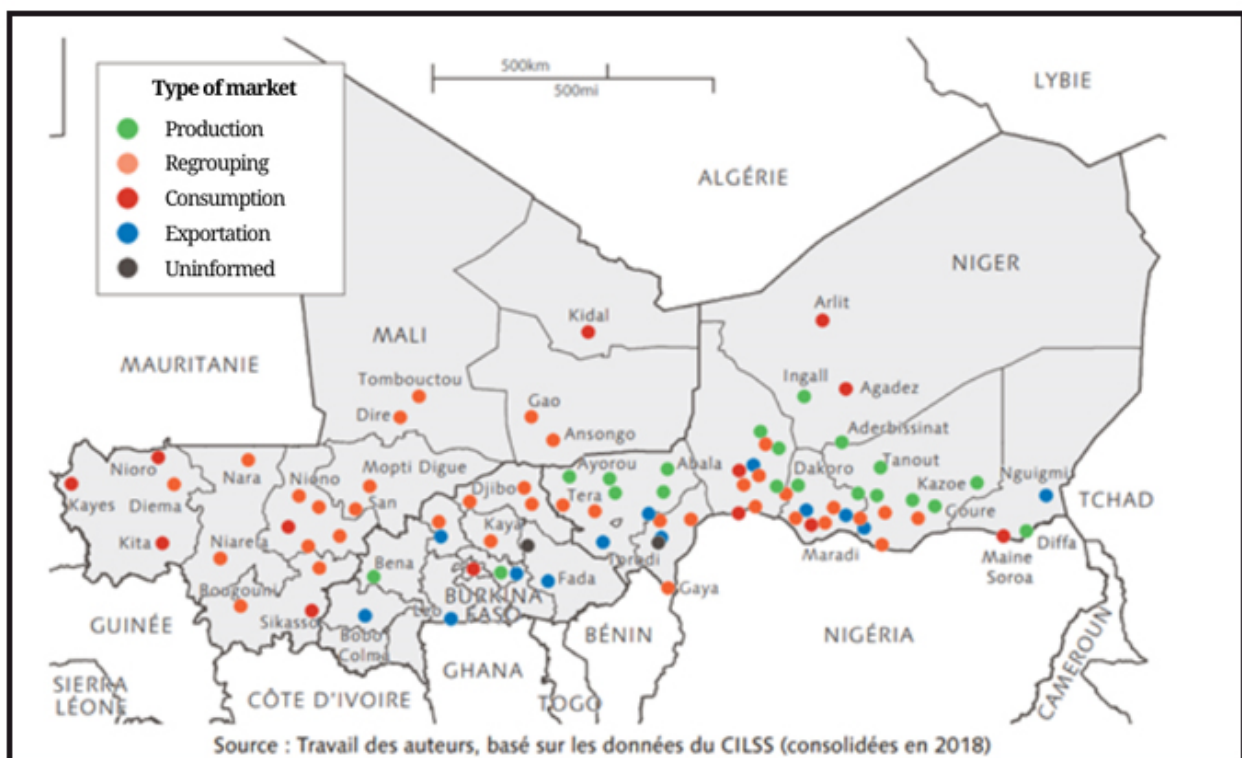 500km
500mi
LYBIE
Type of market
Production
Regrouping
Consumption
Exportation
Uninformed
ALGÉRIE
NIGER
Arlit
Kidal
MALI
MAURITANIE
Tombouctou
Ingall
Agadez
Dire
Gao
Ansongo
Aderbissinat
Nioro
Nara
Niono
Mopti Digue
Ayorou
Abala
Dakoro
Tanout
Nguigmi
Kayes
Diema
San
Djibo
Tera
Kazoe
Goure
TCHAD
Kita
Niarela
Kaya
Torodi
Maradi
Maine
Soroa
Diffa
Bena
Fada
Gaya
Bougouni
BURKINA
FASO
Leo
GUINÉE
Sikasso
Bobo
Colma
BÉNIN
NIGÉRIA
GHANA
CAMEROUN
SIERRA
LÉONE
CÔTE D'IVOIRE
TOGO
Source : Travail des auteurs, basé sur les données du CILSS (consolidées en 2018)